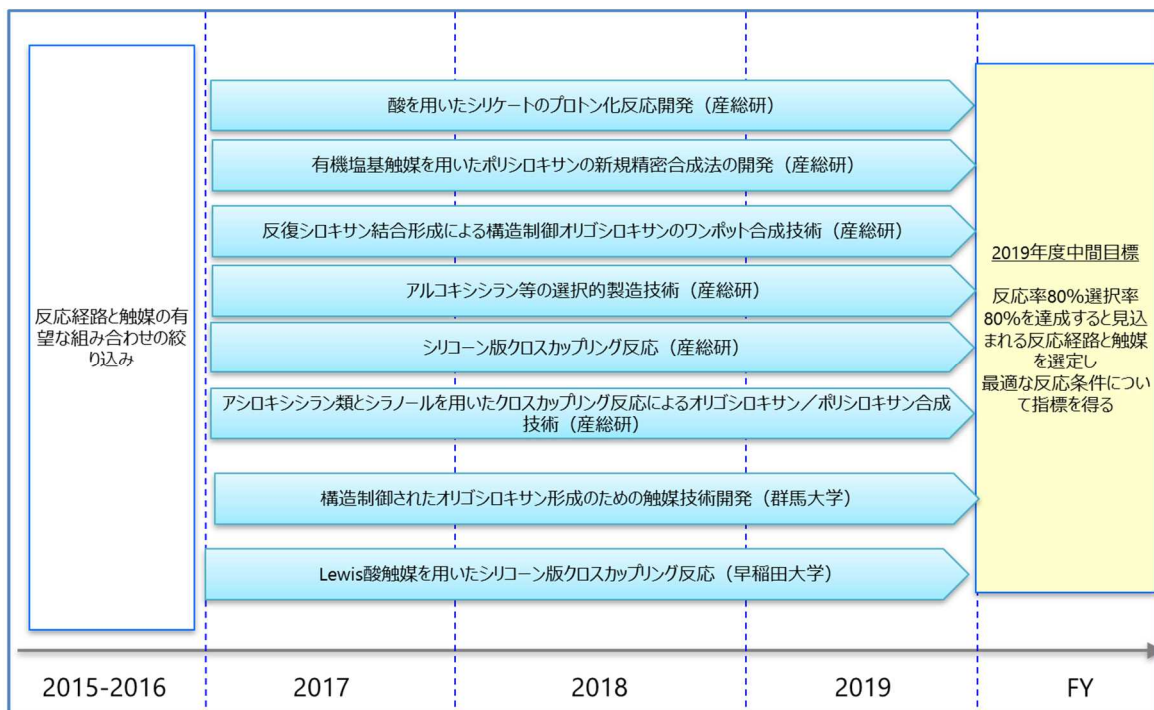 反応経路と触媒の有
望な組み合わせの絞
り込み
酸を用いたシリケートのプロトン化反応開発（産総研）
有機塩基触媒を用いたポリシロキサンの新規精密合成法の開発（産総研）
反復シロキサン結合形成による構造制御オリゴシロキサンのワンポット合成技術（産総研）
アルコキシシラン等の選択的製造技術（産総研）
シリコーン版クロスカップリング反応（産総研）
アシロキシシラン類とシラノールを用いたクロスカップリング反応によるオリゴシロキサン／ポリシロキサン合成
技術（産総研）
構造制御されたオリゴシロキサン形成のための触媒技術開発（群馬大学）
Lewis酸触媒を用いたシリコーン版クロスカップリング反応（早稲田大学）
2019年度中間目標
反応率80%選択率
80%を達成すると見込
まれる反応経路と触媒
を選定し
最適な反応条件につい
て指標を得る
2015-2016
2017
2018
2019
FY